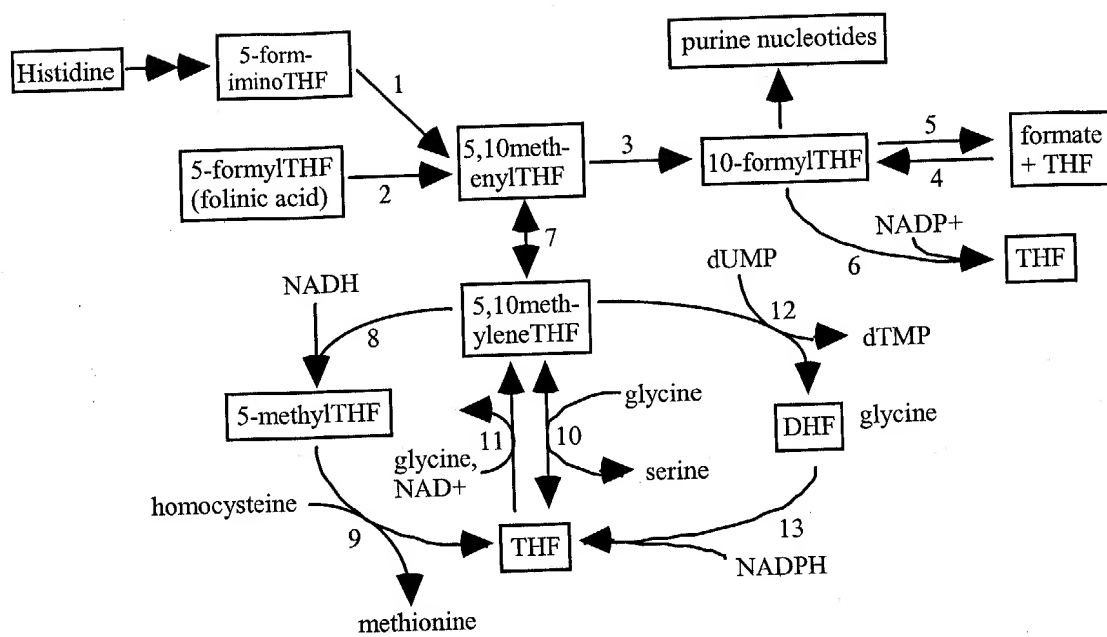 purine nucleotides
Histidine
5-form-
iminoTHF
1
5-formylTHF
(folinic acid)
2
5,10meth-
enylTHF
3
10-formylTHF
5
4
formate
+ THF
NADP+
6
THF
7
NADH
8
5,10meth-
yleneTHF
dUMP
12
dTMP
5-methylTHF
11
10
glycine
glycine,
NAD+
serine
DHF
glycine
homocysteine
9
THF
13
NADPH
methionine